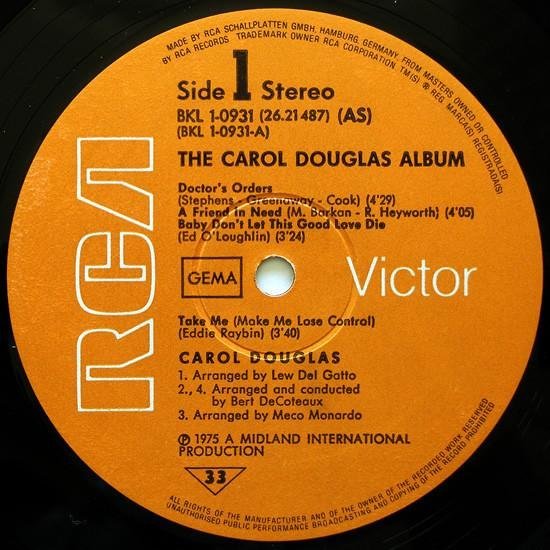 MADE BY RCA SCHALLPLATTEN GMBH, HAMBURG, GERMANY, FROM MASTERS OWNED OR CONTROLLED
BY RCA RECORDS TRADEMARK OWNER RCA CORPORATION TM(S) ® REG MARCA(S) REGISTRADA(S)
Side 1 Stereo
BKL 1-0931 (26.21487) (AS)
(BKL 1-0931-A)
THE CAROL DOUGLAS ALBUM
Doctor's Orders
(Stephens - Greenaway - Cook) (4'29)
A Friend in Need (M. Barkan - R. Heyworth) (4'05)
Baby Don't Let This Good Love Die
(Ed O'Loughlin) (3'24)
RCA
GEMA
Victor
Take Me (Make Me Lose Control)
(Eddie Raybin) (3'40)
CAROL DOUGLAS
1. Arranged by Lew Del Gatto
2., 4. Arranged and conducted
by Bert DeCoteaux
3. Arranged by Meco Monardo
℗ 1975 A MIDLAND INTERNATIONAL
PRODUCTION
33
ALL RIGHTS OF THE MANUFACTURER AND OF THE OWNER OF THE RECORDED WORK RESERVED
UNAUTHORISED PUBLIC PERFORMANCE BROADCASTING AND COPYING OF THE RECORD PROHIBITED